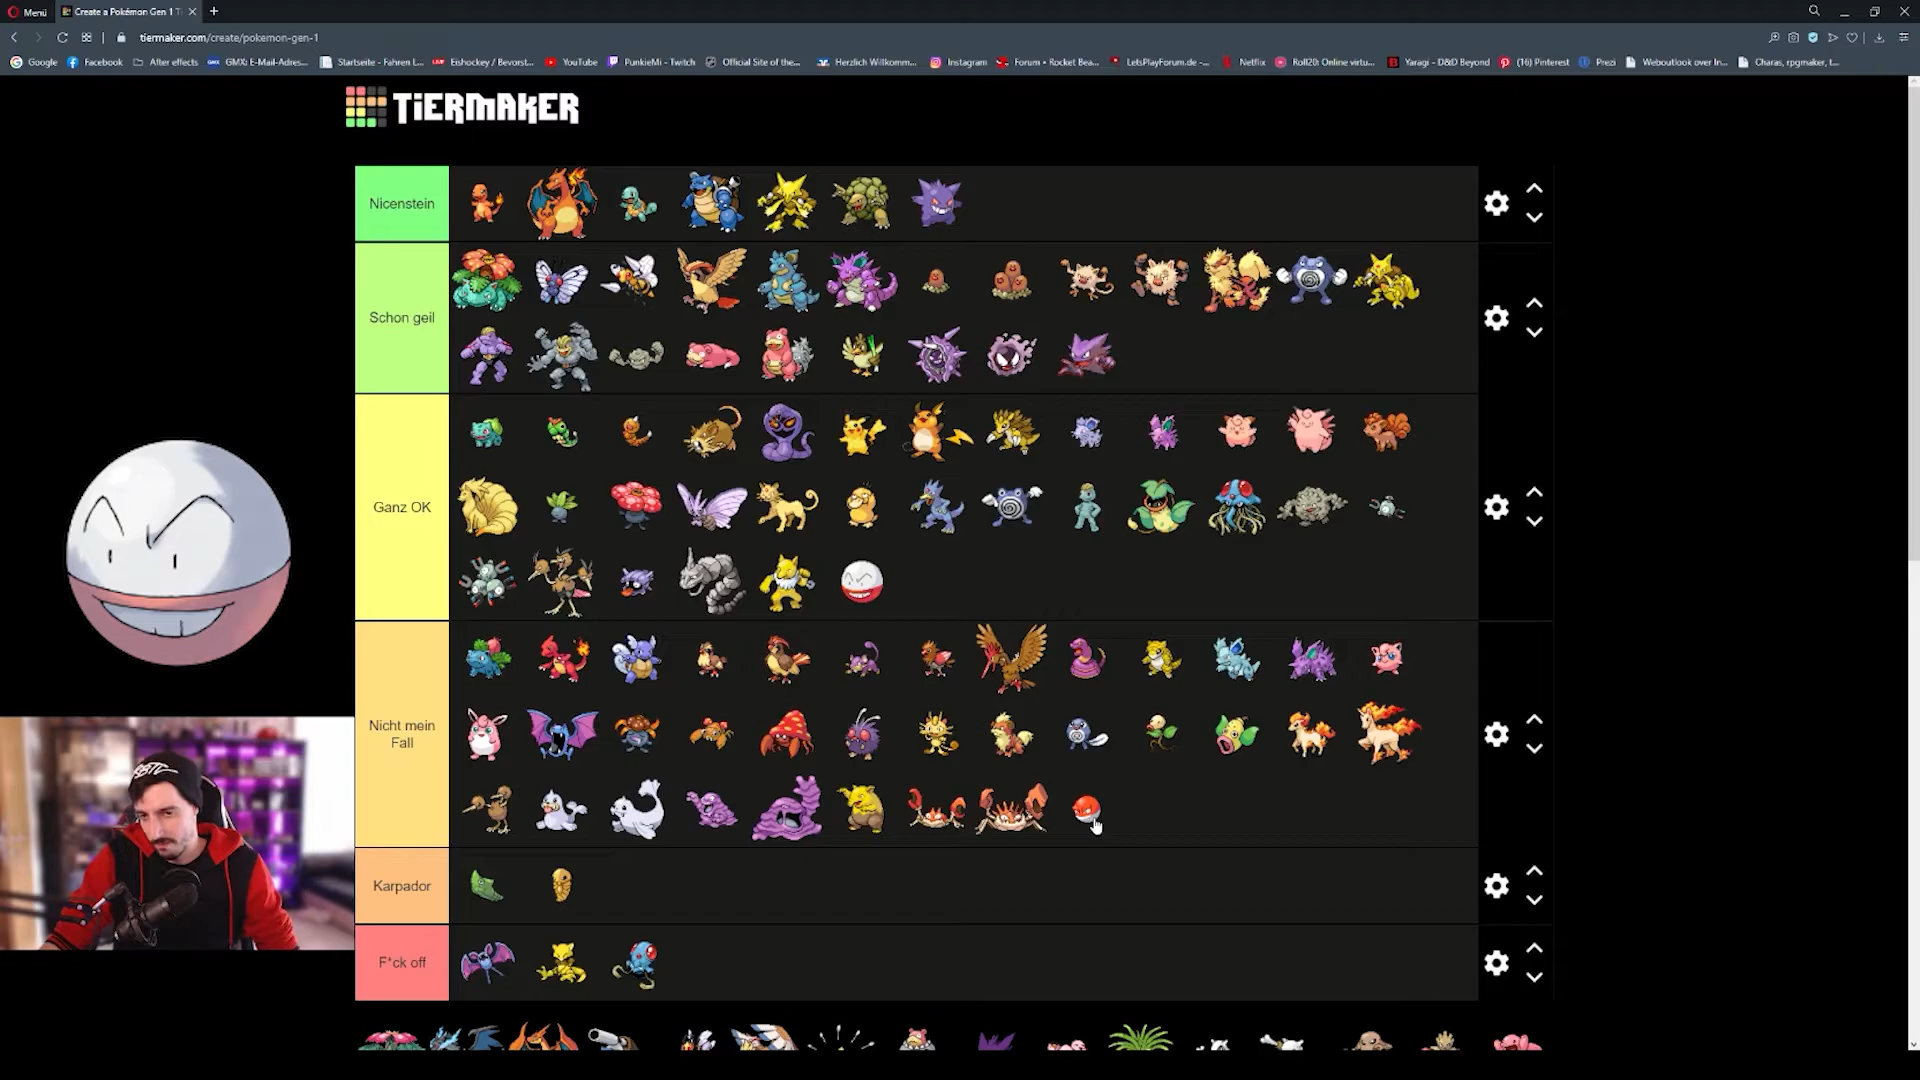 Menü
Create a Pokémon Gen 1 T
tiermaker.com/create/pokemon-gen-1
Google
Facebook
After effects
GMX: E-Mail-Adres...
Startseite - Fahren L...
Eishockey / Bevorst...
YouTube
PunkieMi - Twitch
Official Site of the...
Herzlich Willkomm...
Instagram
Forum • Rocket Bea...
LetsPlayForum.de -...
Netflix
Roll20: Online virtu...
Yaragi - D&D Beyond
(16) Pinterest
Prezi
Weboutlook over In...
Charas, rpgmaker, t...
TiERMAKER
Nicenstein
Schon geil
Ganz OK
Nicht mein
Fall
Karpador
F*ck off